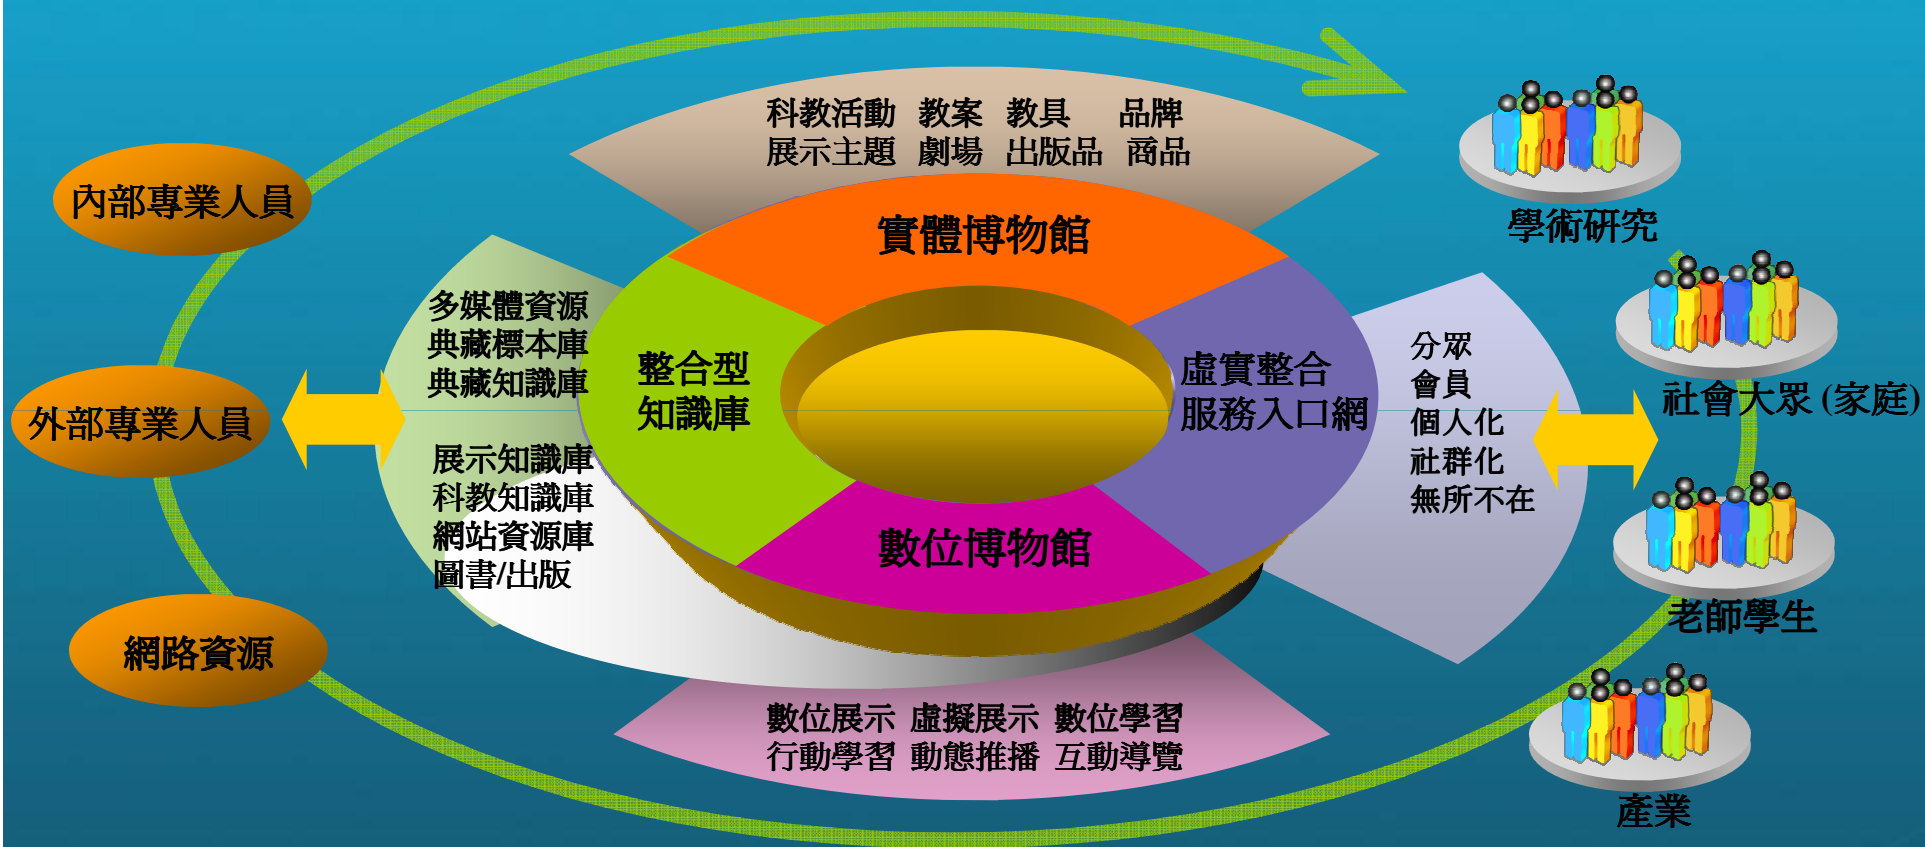 科教活動 教案 教具 品牌
展示主題 劇場 出版品 商品
實體博物館
內部專業人員
外部專業人員
網路資源
多媒體資源
典藏標本庫
典藏知識庫
展示知識庫
科教知識庫
網站資源庫
圖書/出版
整合型
知識庫
虛實整合
服務入口網
數位博物館
分眾
會員
個人化
社群化
無所不在
數位展示 虛擬展示 數位學習
行動學習 動態推播 互動導覽
學術研究
社會大眾 (家庭)
老師學生
產業